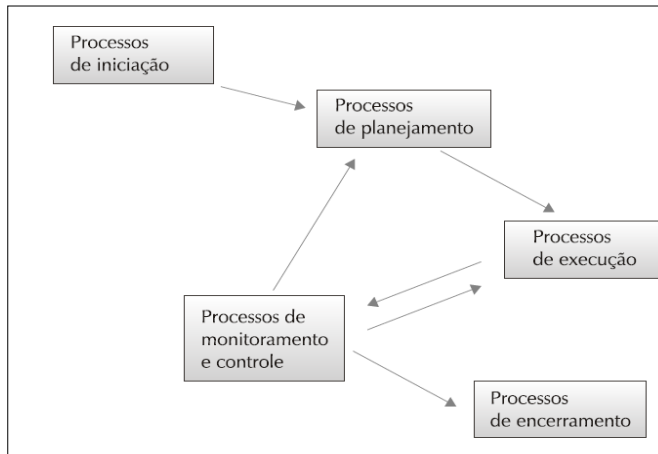 Processos
de iniciação
Processos
de planejamento
Processos
de execução
Processos de
monitoramento
e controle
Processos
de encerramento